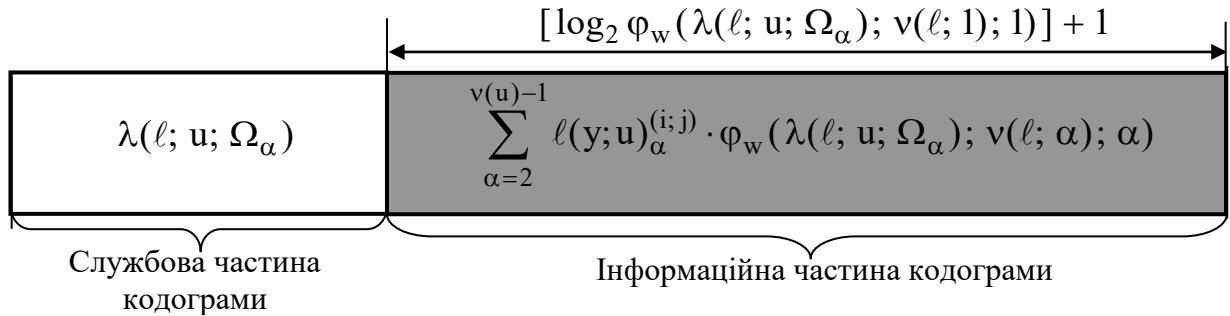 [log₂ φ_w(λ(ℓ; u; Ω_α); ν(ℓ; 1); 1)] + 1
λ(ℓ; u; Ω_α)
∑_{α=2}^{ν(u)−1} ℓ(y;u)_α^{(i; j)} · φ_w(λ(ℓ; u; Ω_α); ν(ℓ; α); α)
Службова частина
кодограми
Інформаційна частина кодограми